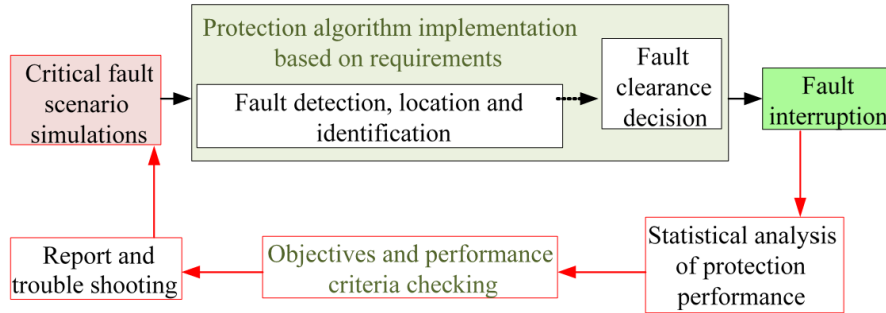 Protection algorithm implementation
based on requirements
Critical fault
scenario
simulations
Fault detection, location and
identification
Fault
clearance
decision
Fault
interruption
Statistical analysis
of protection
performance
Objectives and performance
criteria checking
Report and
trouble shooting